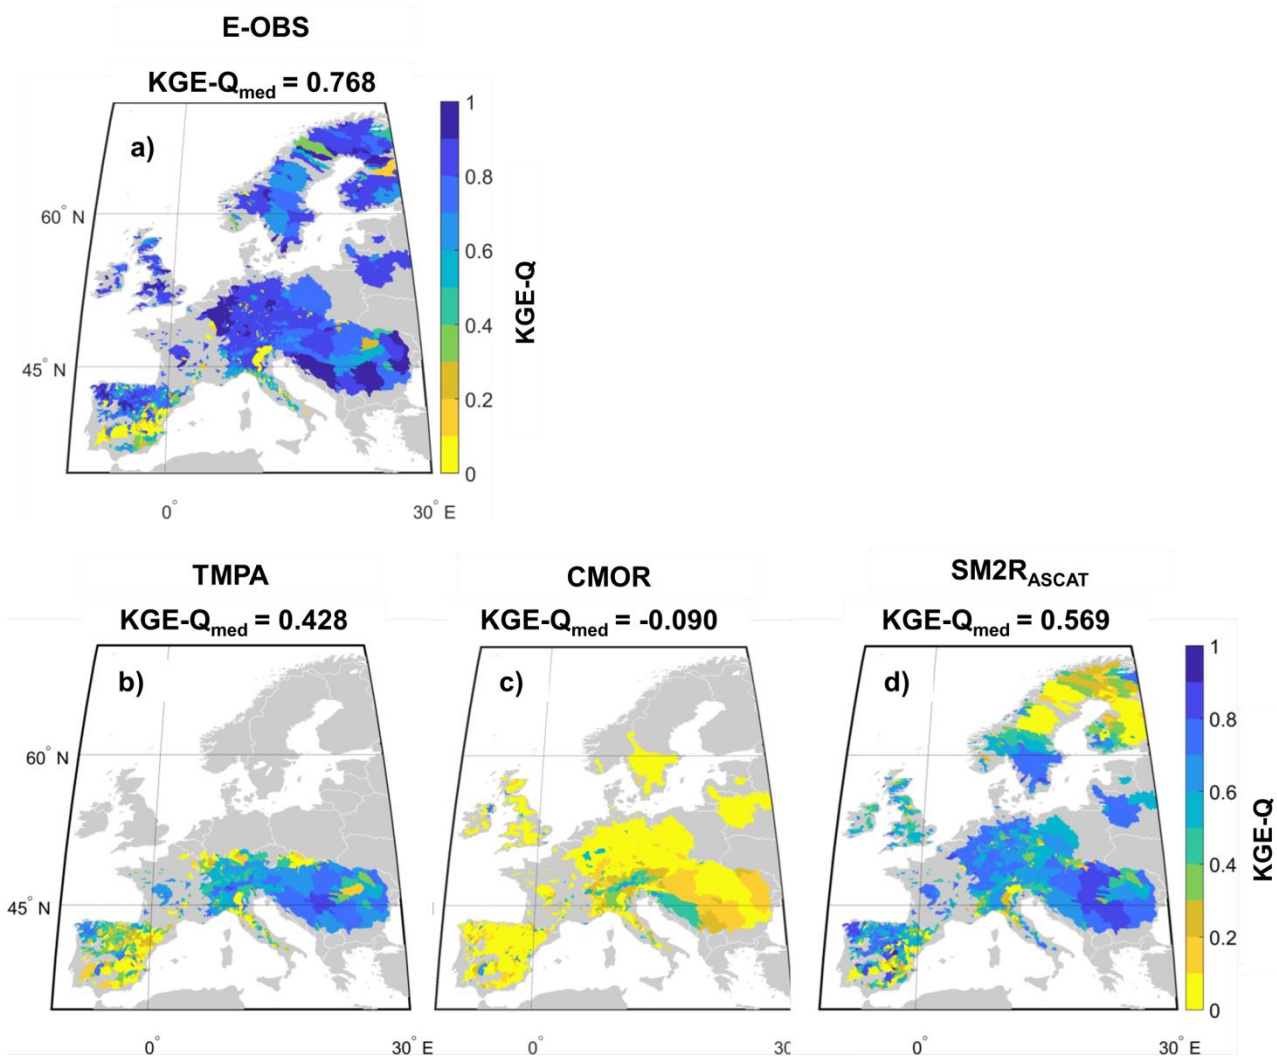 E-OBS
KGE-Qmed = 0.768
a)
1
0.8
0.6
0.4
0.2
0
KGE-Q
60° N
45° N
0°
30° E
TMPA
KGE-Qmed = 0.428
b)
60° N
45° N
0°
30° E
CMOR
KGE-Qmed = -0.090
c)
0°
30
SM2RASCAT
KGE-Qmed = 0.569
d)
0°
30° E
1
0.8
0.6
0.4
0.2
0
KGE-Q